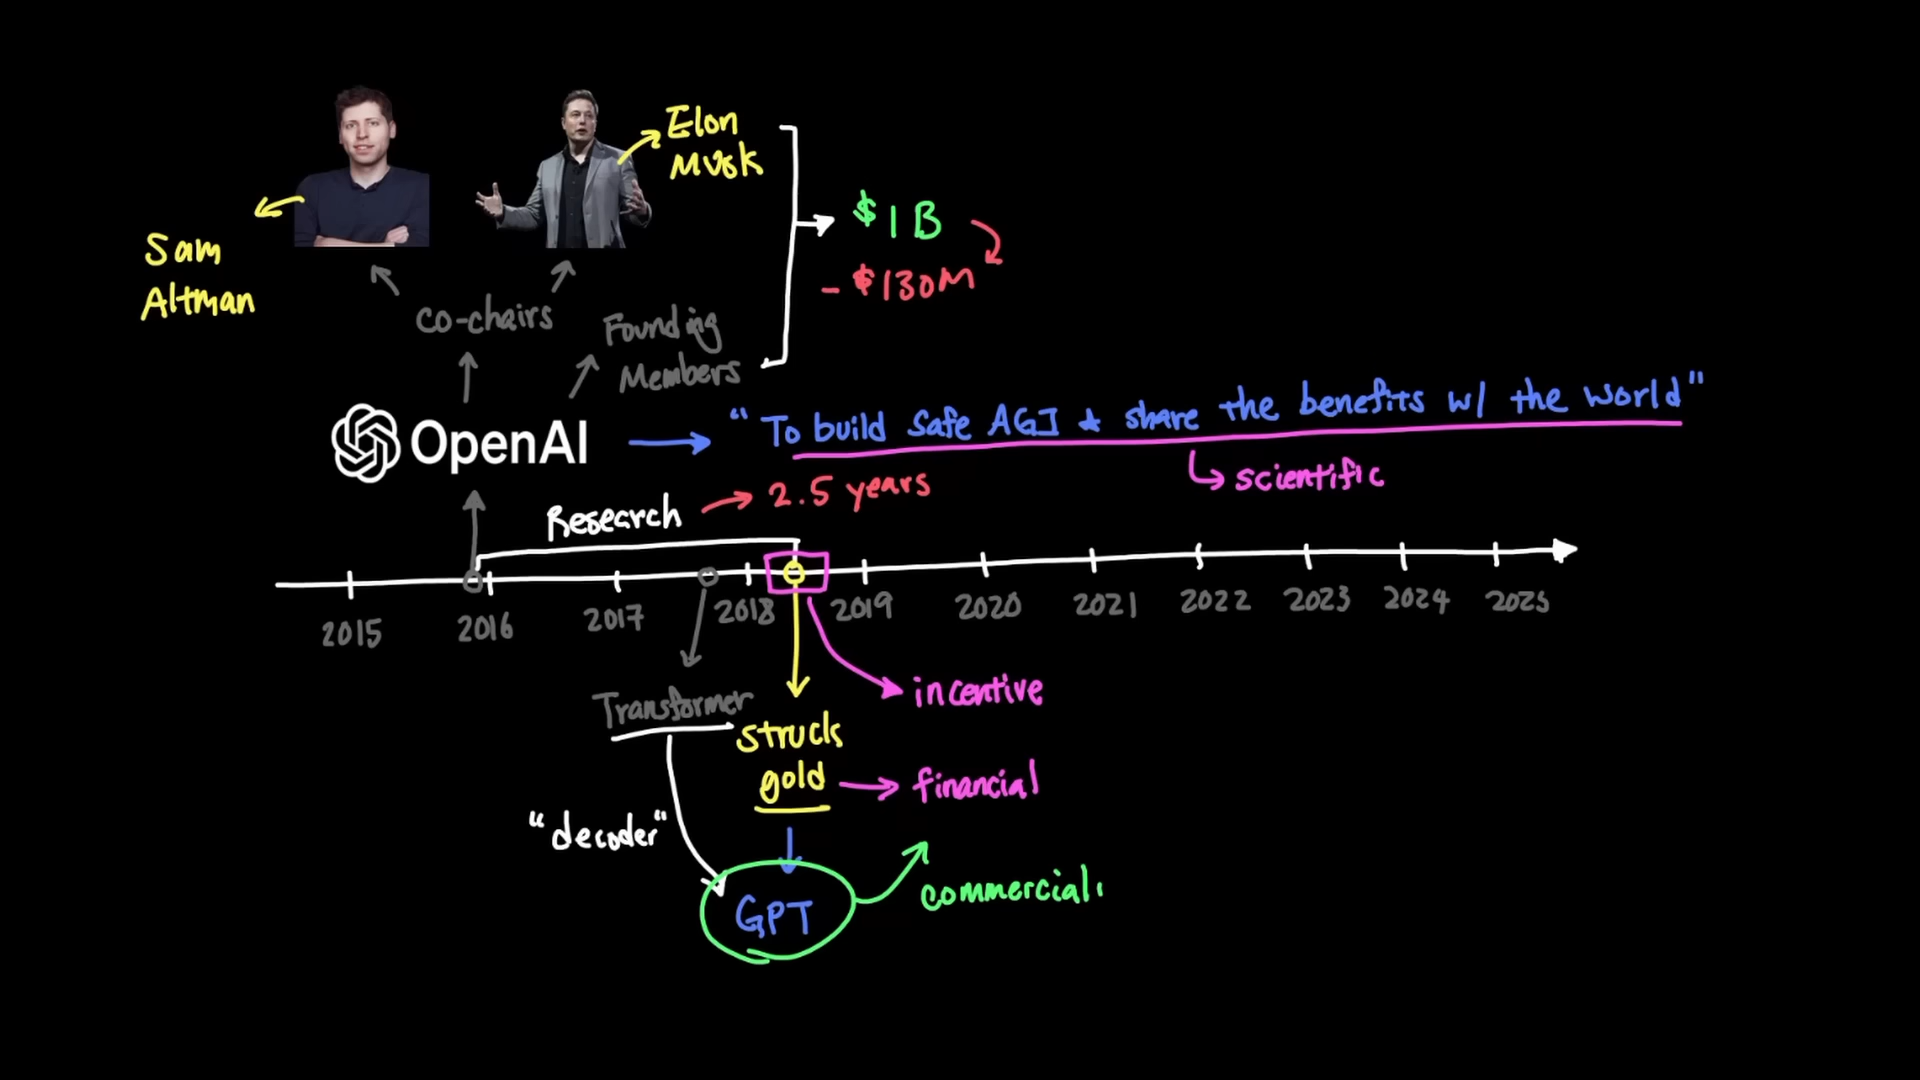 Elon
Musk
Sam
Altman
$1B
- $130M
co-chairs
Founding
Members
OpenAI
"To build safe AGI & share the benefits w/ the world"
scientific
Research
2.5 years
2015
2016
2017
2018
2019
2020
2021
2022
2023
2024
2025
Transformer
incentive
struck
gold
financial
"decoder"
GPT
commerciali